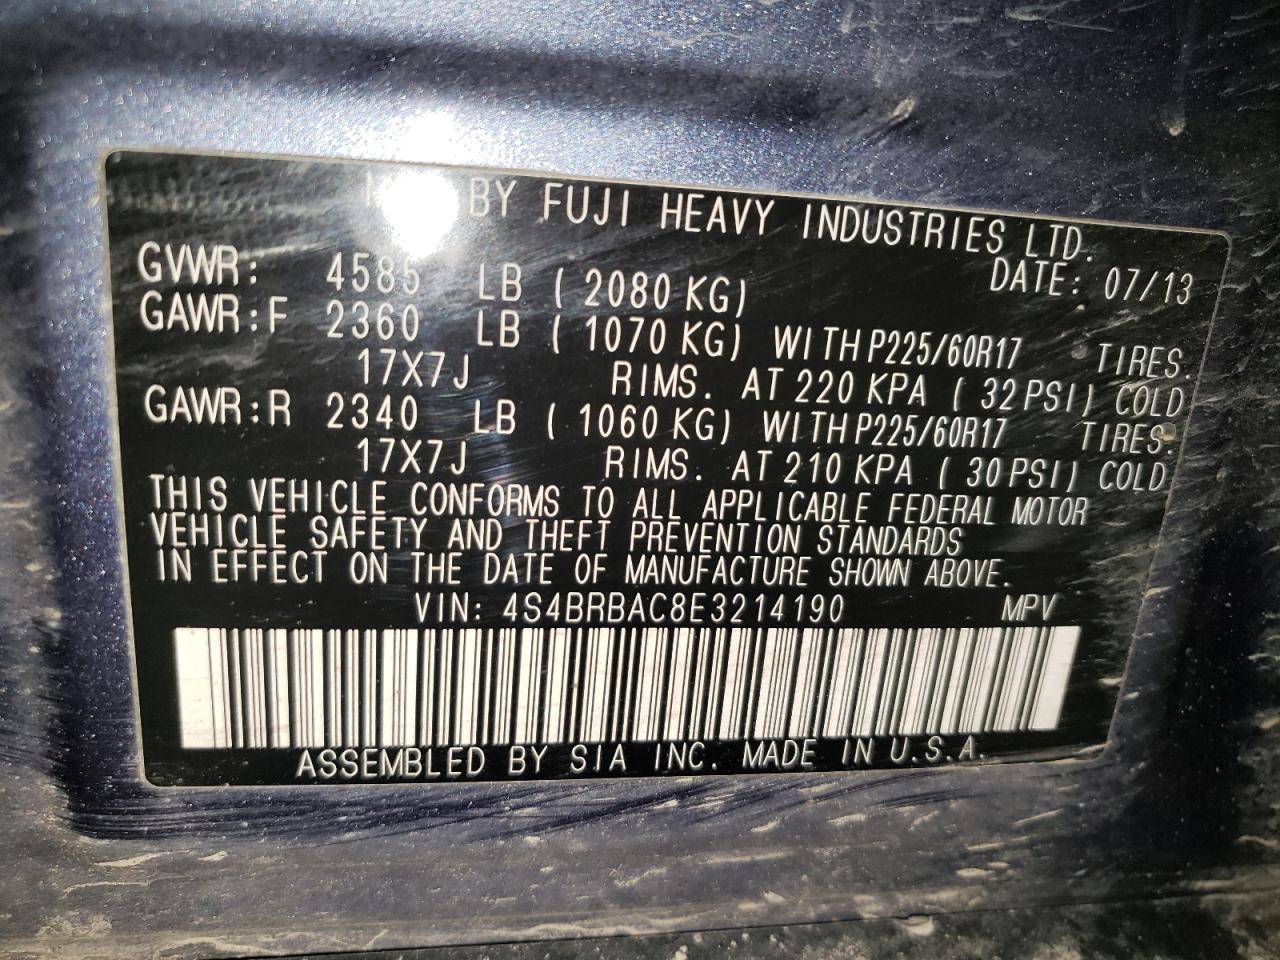 BY FUJI HEAVY INDUSTRIES LTD.
DATE: 07/13
GVWR: 4585 LB (2080 KG)
GAWR:F 2360 LB (1070 KG) WITH P225/60R17 TIRES.
17X7J RIMS. AT 220 KPA (32 PSI) COLD
GAWR:R 2340 LB (1060 KG) WITH P225/60R17 TIRES.
17X7J RIMS. AT 210 KPA (30 PSI) COLD
THIS VEHICLE CONFORMS TO ALL APPLICABLE FEDERAL MOTOR
VEHICLE SAFETY AND THEFT PREVENTION STANDARDS
IN EFFECT ON THE DATE OF MANUFACTURE SHOWN ABOVE.
VIN: 4S4BRBAC8E3214190 MPV
ASSEMBLED BY SIA INC. MADE IN U.S.A.